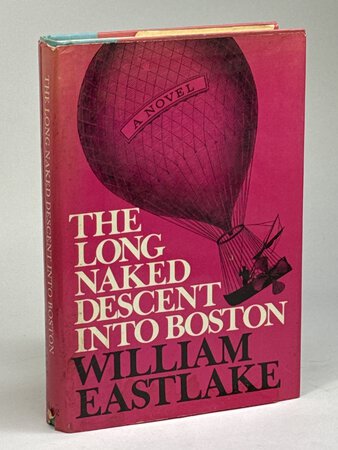 A NOVEL
THE
LONG
NAKED
DESCENT
INTO BOSTON
WILLIAM
EASTLAKE
THE LONG NAKED DESCENT INTO BOSTON